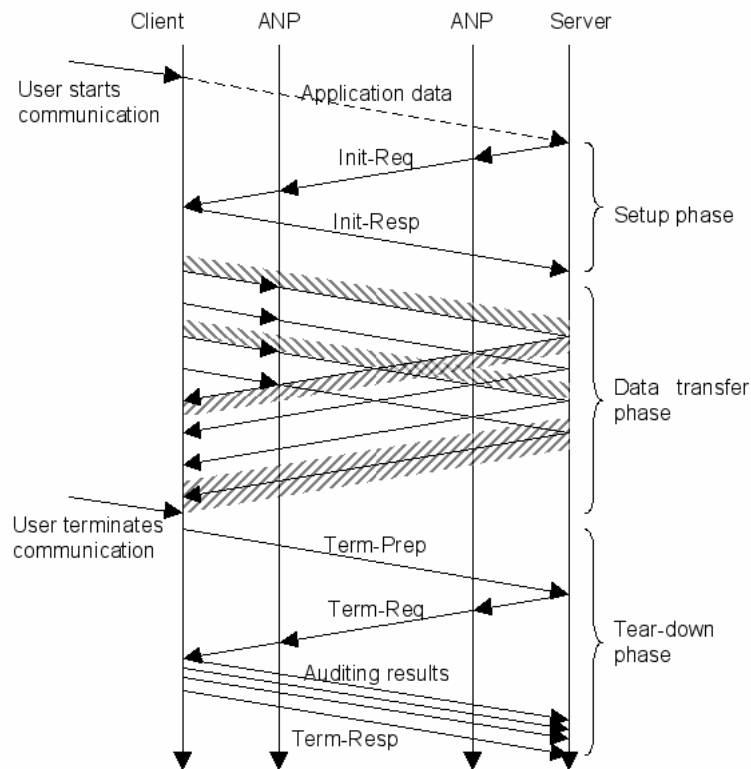 Client
ANP
ANP
Server
User starts
communication
Application data
Init-Req
Setup phase
Init-Resp
Data transfer
phase
User terminates
communication
Term-Prep
Term-Req
Tear-down
phase
Auditing results
Term-Resp